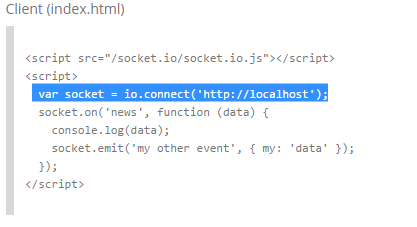 Client (index.html)
<script src="/socket.io/socket.io.js"></script>
<script>
  var socket = io.connect('http://localhost');
  socket.on('news', function (data) {
    console.log(data);
    socket.emit('my other event', { my: 'data' });
  });
</script>